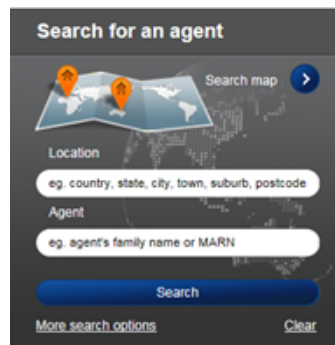 Search for an agent
Search map
Location
eg. country, state, city, town, suburb, postcode
Agent
eg. agent's family name or MARN
Search
More search options Clear